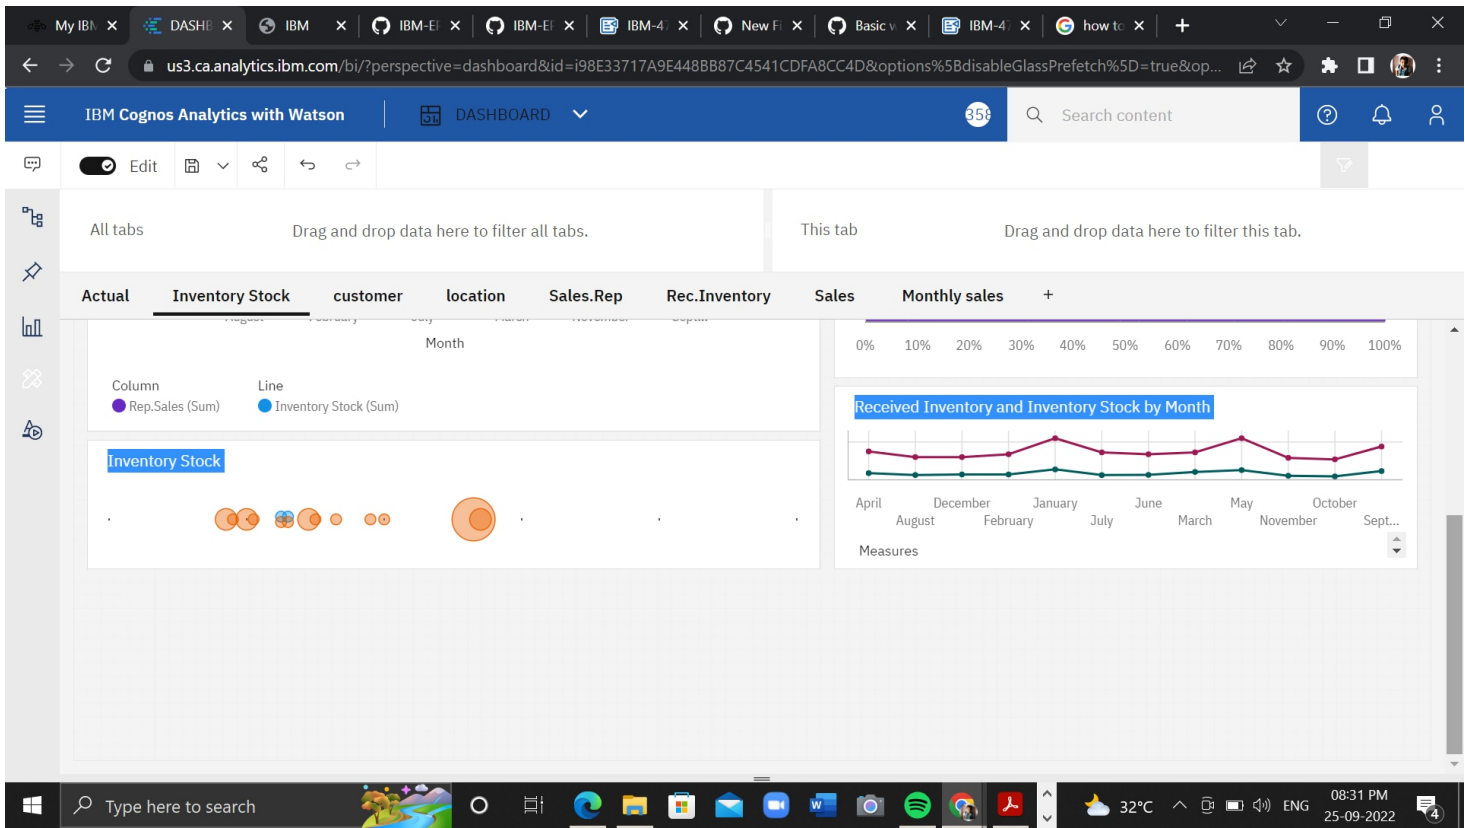 My IBM
DASHB
IBM
IBM-EF
IBM-EF
IBM-47
New Fi
Basic w
IBM-47
how to
us3.ca.analytics.ibm.com/bi/?perspective=dashboard&id=i98E33717A9E448BB87C4541CDFA8CC4D&options%5BdisableGlassPrefetch%5D=true&op...
IBM Cognos Analytics with Watson
DASHBOARD
358
Search content
Edit
All tabs
Drag and drop data here to filter all tabs.
This tab
Drag and drop data here to filter this tab.
Actual
Inventory Stock
customer
location
Sales.Rep
Rec.Inventory
Sales
Monthly sales
Month
Column
Line
Rep.Sales (Sum)
Inventory Stock (Sum)
0% 10% 20% 30% 40% 50% 60% 70% 80% 90% 100%
Received Inventory and Inventory Stock by Month
April December January June May October
August February July March November Sept...
Measures
Inventory Stock
Type here to search
32°C
ENG
08:31 PM
25-09-2022
4